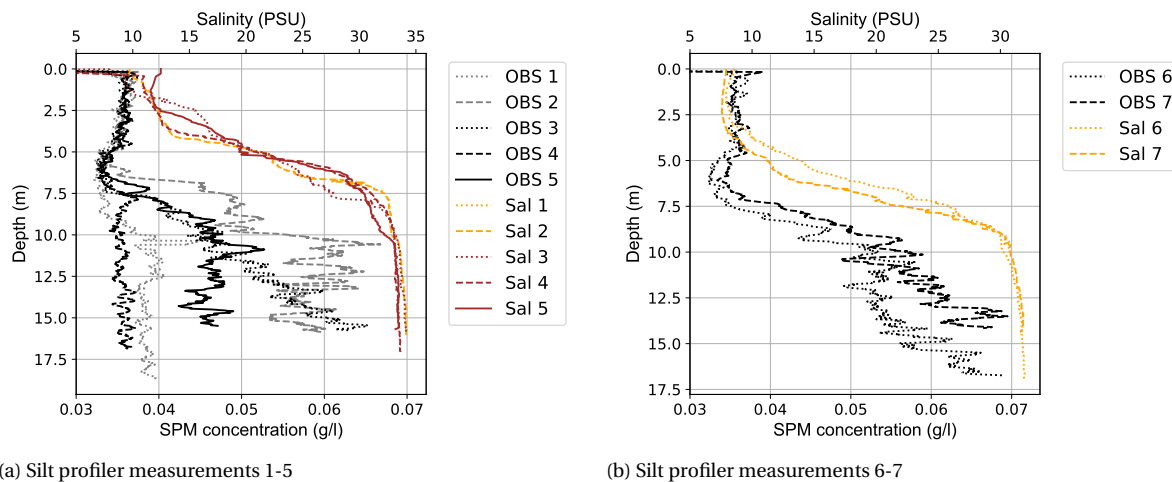 Salinity (PSU)
5 10 15 20 25 30 35
0.0
2.5
5.0
7.5
10.0
12.5
15.0
17.5
Depth (m)
0.03 0.04 0.05 0.06 0.07
SPM concentration (g/l)
OBS 1
OBS 2
OBS 3
OBS 4
OBS 5
Sal 1
Sal 2
Sal 3
Sal 4
Sal 5
(a) Silt profiler measurements 1-5
Salinity (PSU)
5 10 15 20 25 30
0.0
2.5
5.0
7.5
10.0
12.5
15.0
17.5
Depth (m)
0.03 0.04 0.05 0.06 0.07
SPM concentration (g/l)
OBS 6
OBS 7
Sal 6
Sal 7
(b) Silt profiler measurements 6-7